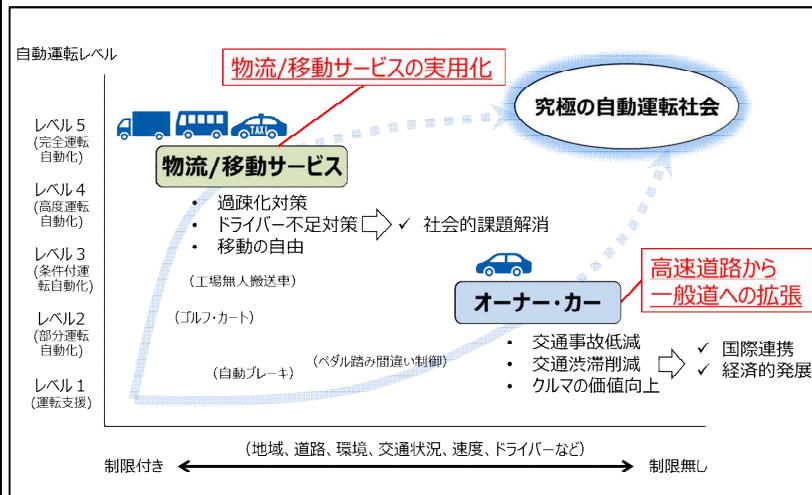 自動運転レベル
物流/移動サービスの実用化
究極の自動運転社会
レベル5
(完全運転
自動化)
TAXI
物流/移動サービス
レベル4
(高度運転
自動化)
• 過疎化対策
• ドライバー不足対策
• 移動の自由
✓ 社会的課題解消
レベル3
(条件付運
転自動化)
(工場無人搬送車)
高速道路から
一般道への拡張
オーナー・カー
レベル2
(部分運転
自動化)
(ゴルフ・カート)
(ペダル踏み間違い制御)
(自動ブレーキ)
• 交通事故低減
• 交通渋滞削減
• クルマの価値向上
✓ 国際連携
✓ 経済的発展
レベル1
(運転支援)
(地域、道路、環境、交通状況、速度、ドライバーなど)
制限付き
制限無し